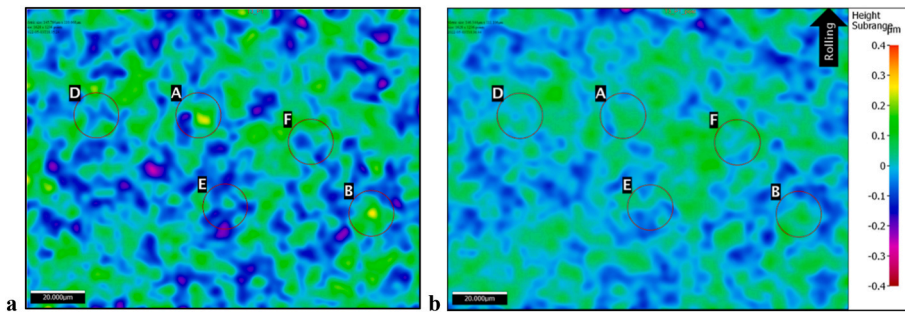 D
A
F
E
B
20.000µm
a
D
A
F
E
B
20.000µm
b
Rolling
Height
Subrange
µm
0.4
0.3
0.2
0.1
0
-0.1
-0.2
-0.3
-0.4